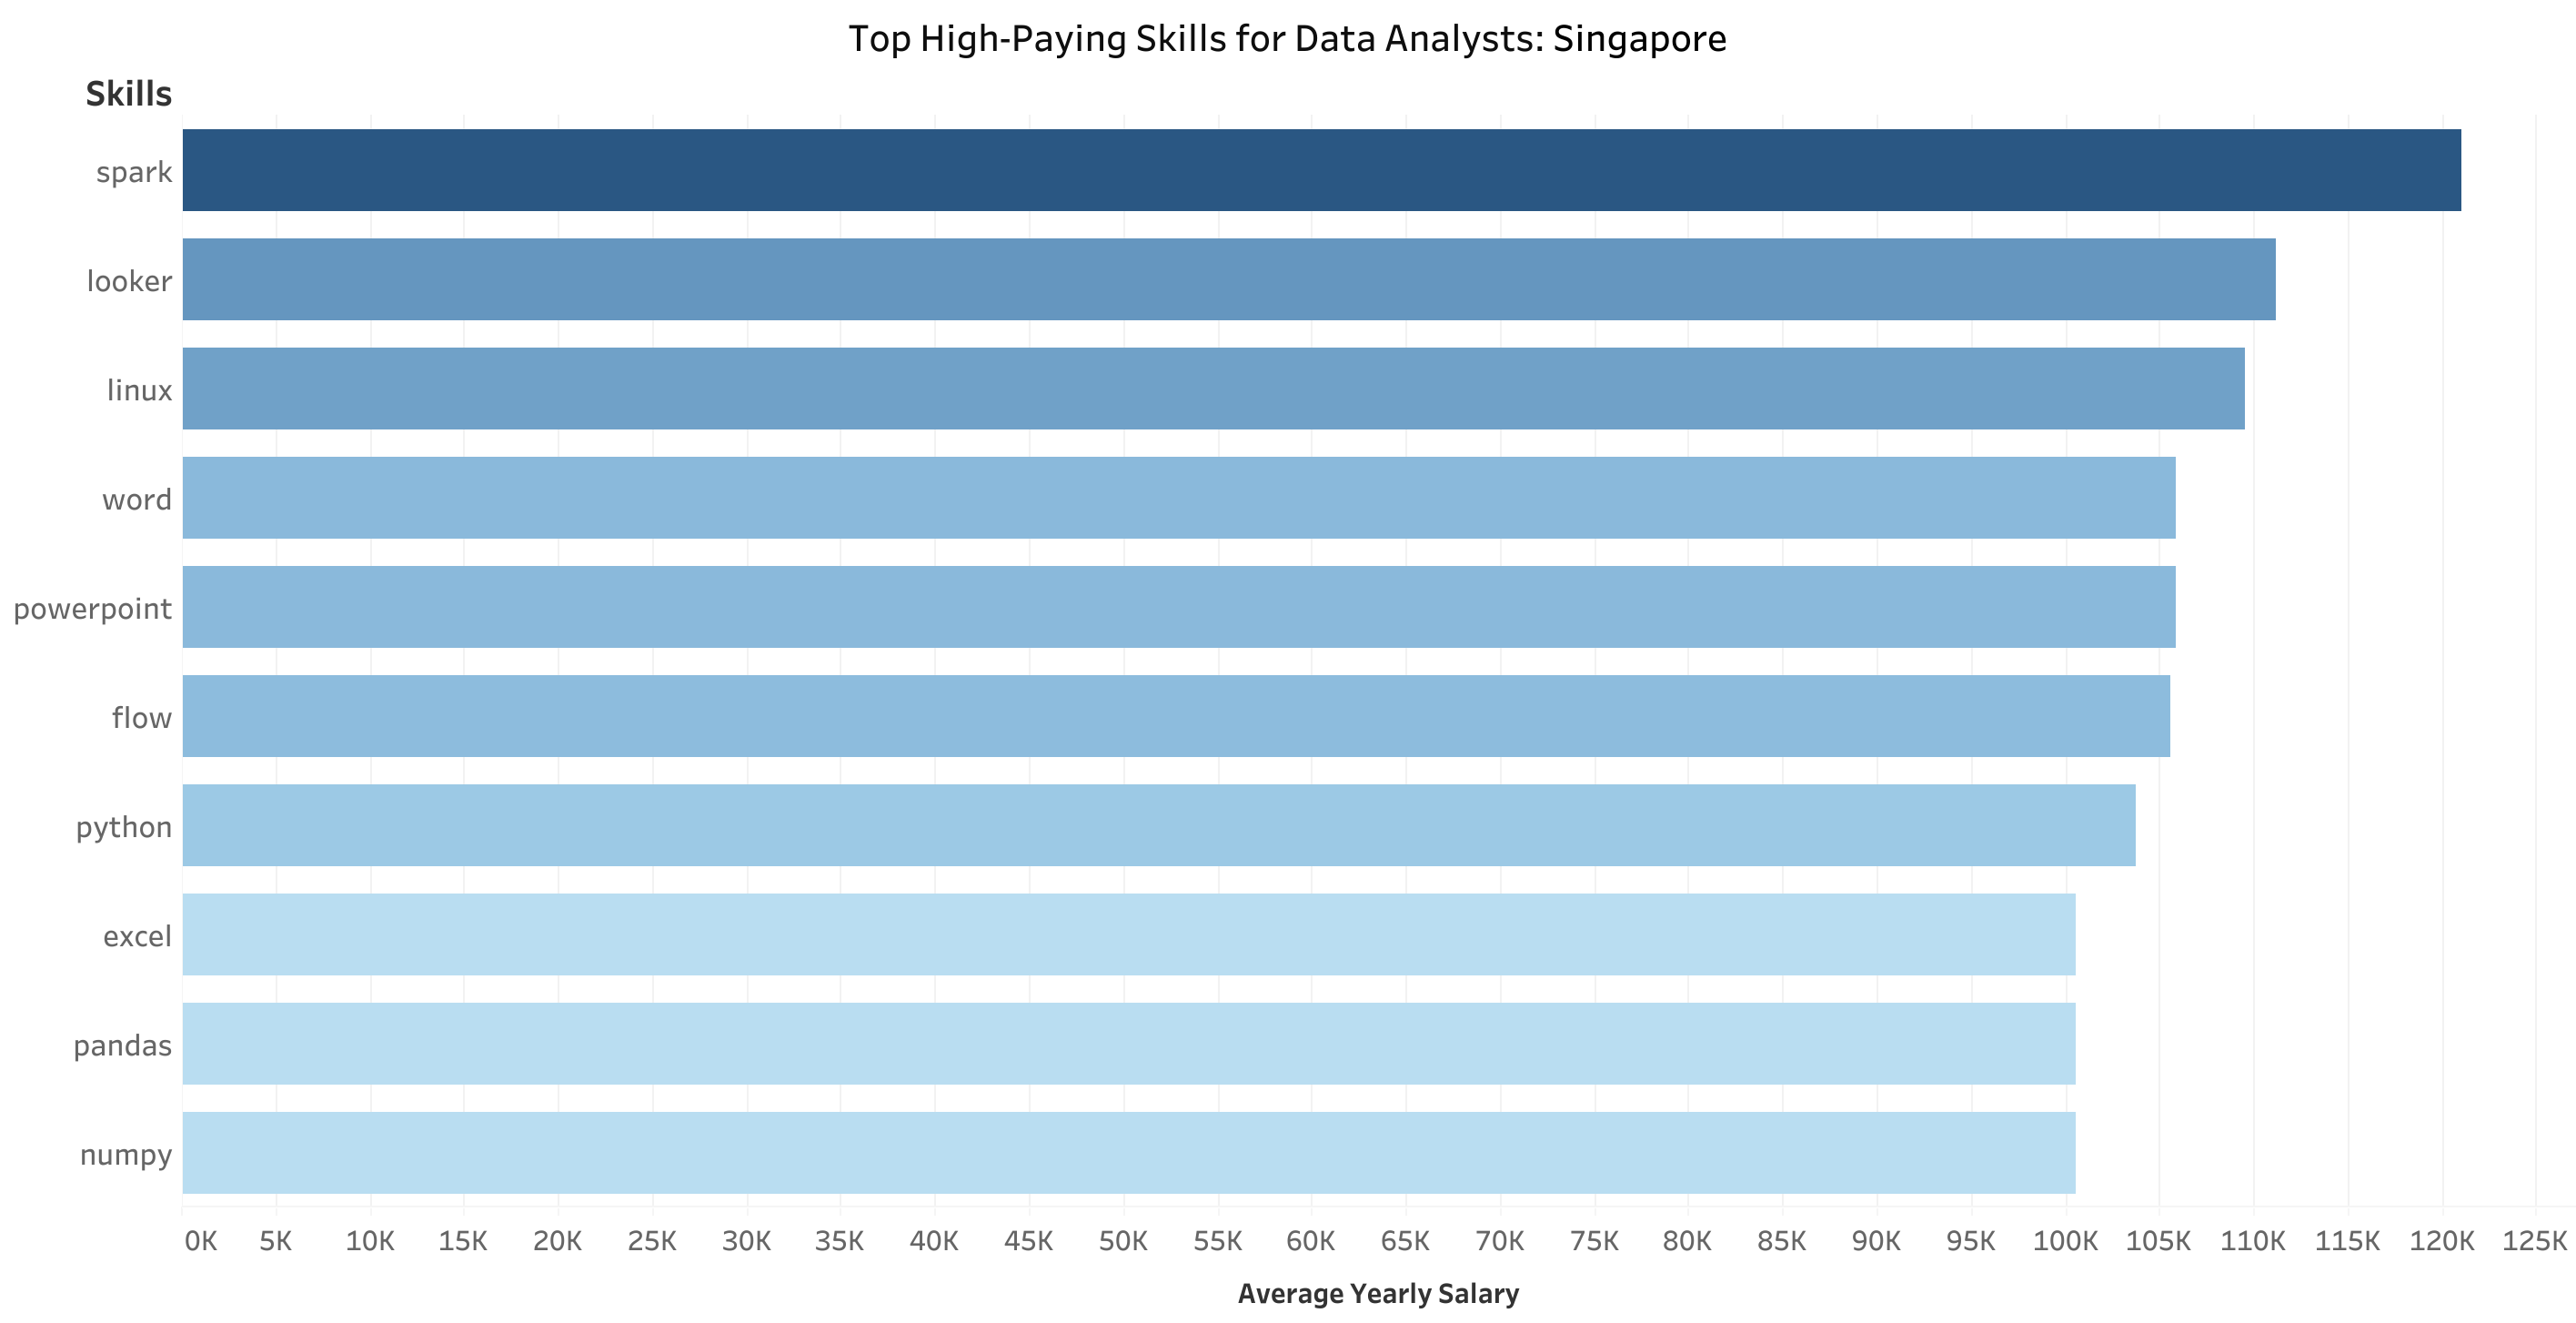 Top High-Paying Skills for Data Analysts: Singapore
Skills
spark
looker
linux
word
powerpoint
flow
python
excel
pandas
numpy
0K 5K 10K 15K 20K 25K 30K 35K 40K 45K 50K 55K 60K 65K 70K 75K 80K 85K 90K 95K 100K 105K 110K 115K 120K 125K
Average Yearly Salary